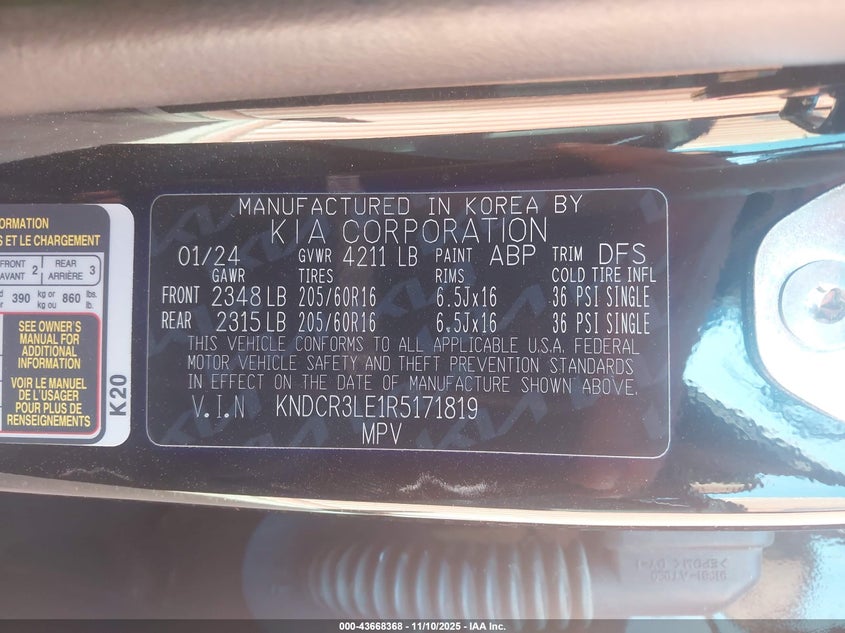 FORMATION
S ET LE CHARGEMENT
FRONT 2 REAR 3
AVANT ARRIÈRE
390 kg or 860 lbs.
kg ou lb.
SEE OWNER'S
MANUAL FOR
ADDITIONAL
INFORMATION
VOIR LE MANUEL
DE L'USAGER
POUR PLUS DE
RENSEIGNEMENTS
K20
MANUFACTURED IN KOREA BY
KIA CORPORATION
01/24 GVWR 4211 LB PAINT ABP TRIM DFS
GAWR TIRES RIMS COLD TIRE INFL
FRONT 2348 LB 205/60R16 6.5Jx16 36 PSI SINGLE
REAR 2315 LB 205/60R16 6.5Jx16 36 PSI SINGLE
THIS VEHICLE CONFORMS TO ALL APPLICABLE U.S.A. FEDERAL
MOTOR VEHICLE SAFETY AND THEFT PREVENTION STANDARDS
IN EFFECT ON THE DATE OF MANUFACTURE SHOWN ABOVE.
V.I.N KNDCR3LE1R5171819
MPV
000-43668368 - 11/10/2025 - IAA Inc.